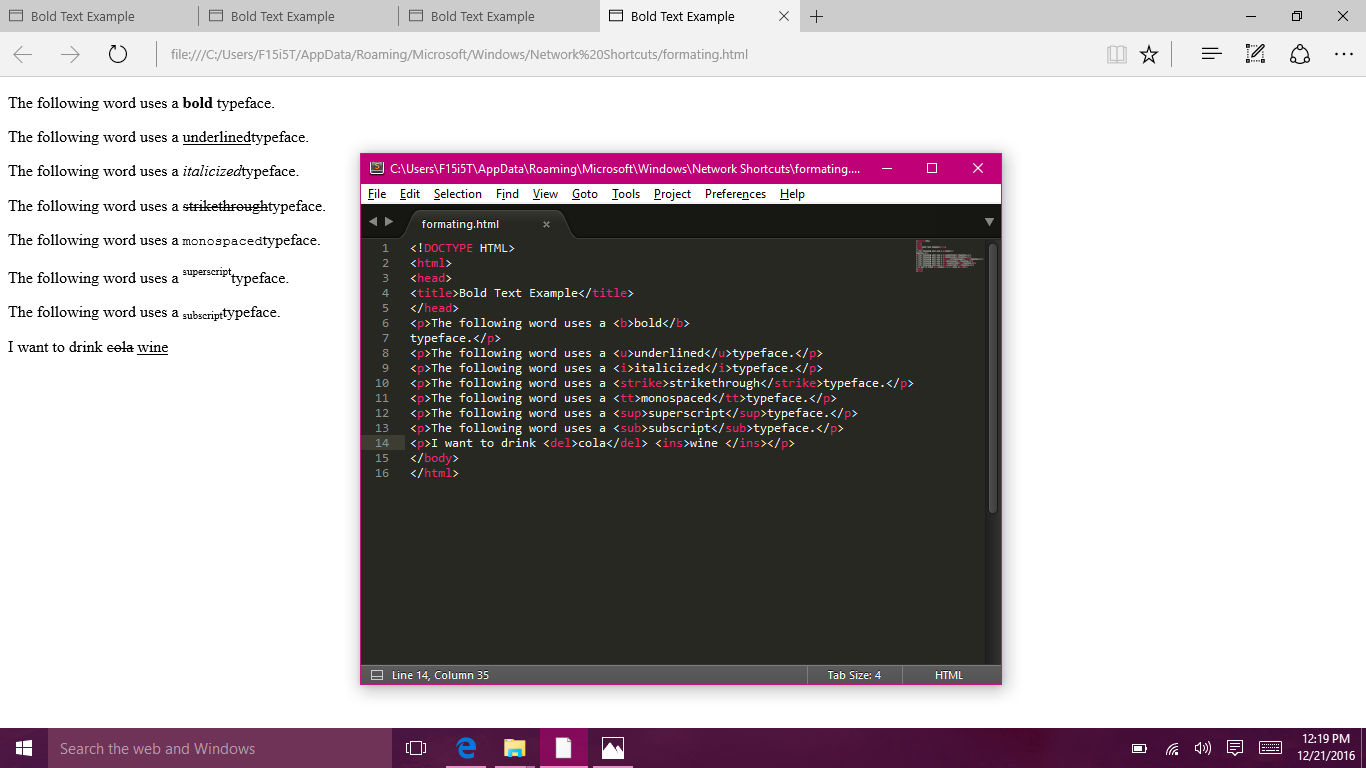 Bold Text Example
Bold Text Example
Bold Text Example
Bold Text Example
file:///C:/Users/F15i5T/AppData/Roaming/Microsoft/Windows/Network%20Shortcuts/formating.html
The following word uses a bold typeface.
The following word uses a underlinedtypeface.
The following word uses a italicizedtypeface.
The following word uses a strikethroughtypeface.
The following word uses a monospacedtypeface.
The following word uses a superscripttypeface.
The following word uses a subscripttypeface.
I want to drink cola wine
C:\Users\F15i5T\AppData\Roaming\Microsoft\Windows\Network Shortcuts\formating....
File Edit Selection Find View Goto Tools Project Preferences Help
formating.html
1 <!DOCTYPE HTML>
2 <html>
3 <head>
4 <title>Bold Text Example</title>
5 </head>
6 <p>The following word uses a <b>bold</b>
7 typeface.</p>
8 <p>The following word uses a <u>underlined</u>typeface.</p>
9 <p>The following word uses a <i>italicized</i>typeface.</p>
10 <p>The following word uses a <strike>strikethrough</strike>typeface.</p>
11 <p>The following word uses a <tt>monospaced</tt>typeface.</p>
12 <p>The following word uses a <sup>superscript</sup>typeface.</p>
13 <p>The following word uses a <sub>subscript</sub>typeface.</p>
14 <p>I want to drink <del>cola</del> <ins>wine </ins></p>
15 </body>
16 </html>
Line 14, Column 35
Tab Size: 4
HTML
Search the web and Windows
12:19 PM
12/21/2016